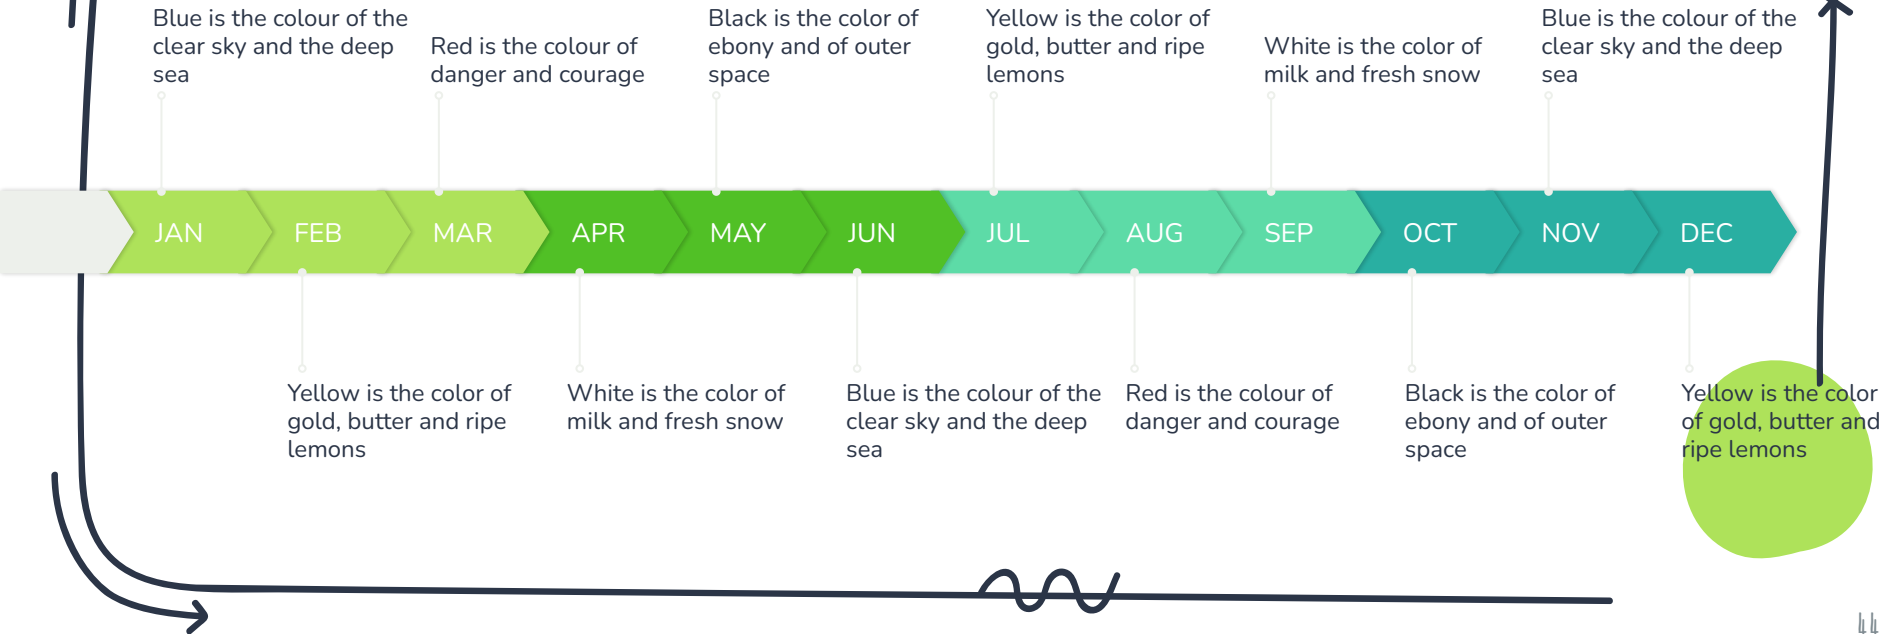 Blue is the colour of the
clear sky and the deep
sea
Red is the colour of
danger and courage
Black is the color of
ebony and of outer
space
Yellow is the color of
gold, butter and ripe
lemons
White is the color of
milk and fresh snow
Blue is the colour of the
clear sky and the deep
sea
JAN
FEB
MAR
APR
MAY
JUN
JUL
AUG
SEP
OCT
NOV
DEC
Yellow is the color of
gold, butter and ripe
lemons
White is the color of
milk and fresh snow
Blue is the colour of the
clear sky and the deep
sea
Red is the colour of
danger and courage
Black is the color of
ebony and of outer
space
Yellow is the color
of gold, butter and
ripe lemons